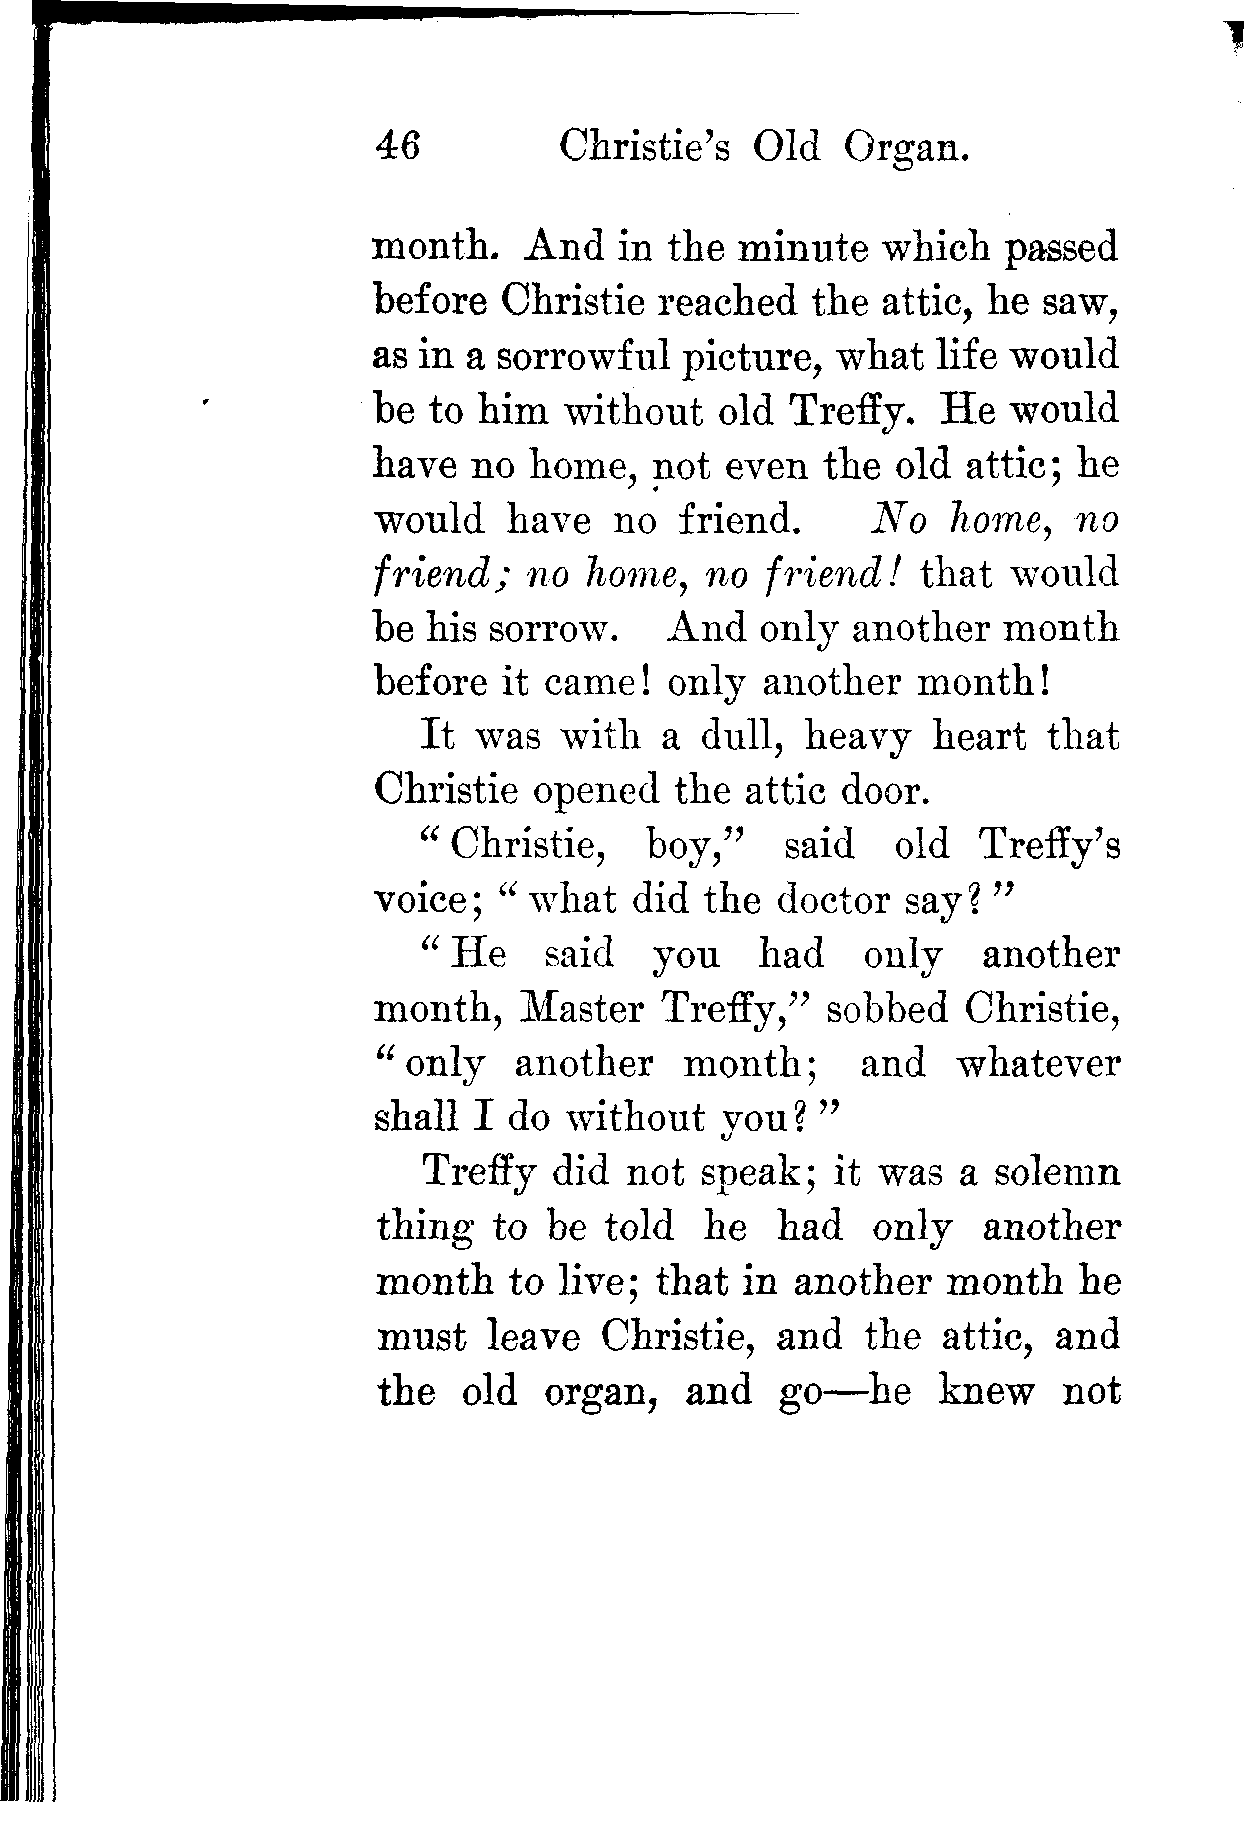 46 Christie's Old Organ.
month. And in the minute which passed
before Christie reached the attic, he saw,
as in a sorrowful picture, what life would
be to him without old Treffy. He would
have no home, not even the old attic; he
would have no friend. No home, no
friend; no home, no friend! that would
be his sorrow. And only another month
before it came! only another month!
It was with a dull, heavy heart that
Christie opened the attic door.
“Christie, boy,” said old Treffy's
voice; “what did the doctor say?”
“He said you had only another
month, Master Treffy,” sobbed Christie,
“only another month; and whatever
shall I do without you?”
Treffy did not speak; it was a solemn
thing to be told he had only another
month to live; that in another month he
must leave Christie, and the attic, and
the old organ, and go—he knew not